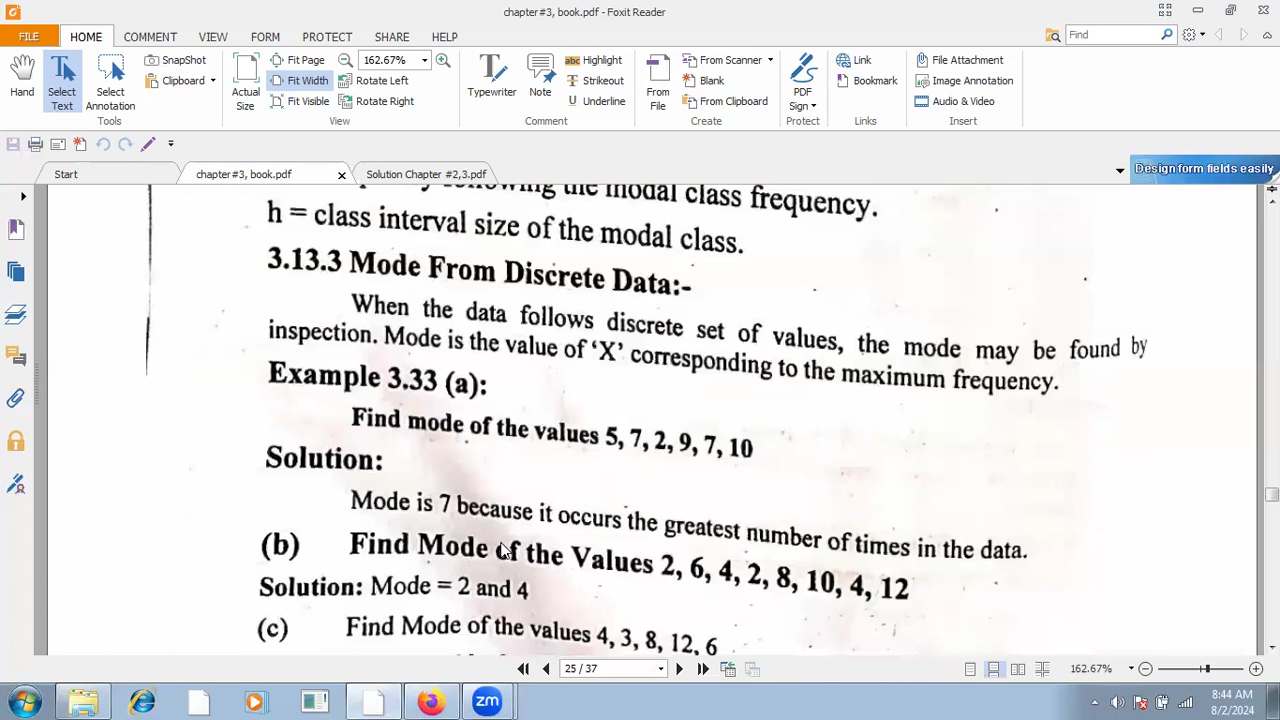 chapter#3, book.pdf - Foxit Reader
FILE HOME COMMENT VIEW FORM PROTECT SHARE HELP
Find
Hand
Select Text
Select Annotation
SnapShot
Clipboard
Tools
Actual Size
Fit Page
Fit Width
Fit Visible
162.67%
Rotate Left
Rotate Right
View
Typewriter
Note
Highlight
Strikeout
Underline
Comment
From File
From Scanner
Blank
From Clipboard
Create
PDF Sign
Protect
Link
Bookmark
Links
File Attachment
Image Annotation
Audio & Video
Insert
Start
chapter#3, book.pdf
Solution Chapter #2,3.pdf
Design form fields easily
following the modal class frequency.
h = class interval size of the modal class.
3.13.3 Mode From Discrete Data:-
When the data follows discrete set of values, the mode may be found by
inspection. Mode is the value of ‘X’ corresponding to the maximum frequency.
Example 3.33 (a):
Find mode of the values 5, 7, 2, 9, 7, 10
Solution:
Mode is 7 because it occurs the greatest number of times in the data.
(b) Find Mode of the Values 2, 6, 4, 2, 8, 10, 4, 12
Solution: Mode = 2 and 4
(c) Find Mode of the values 4, 3, 8, 12, 6
25 / 37
162.67%
zm
8:44 AM
8/2/2024